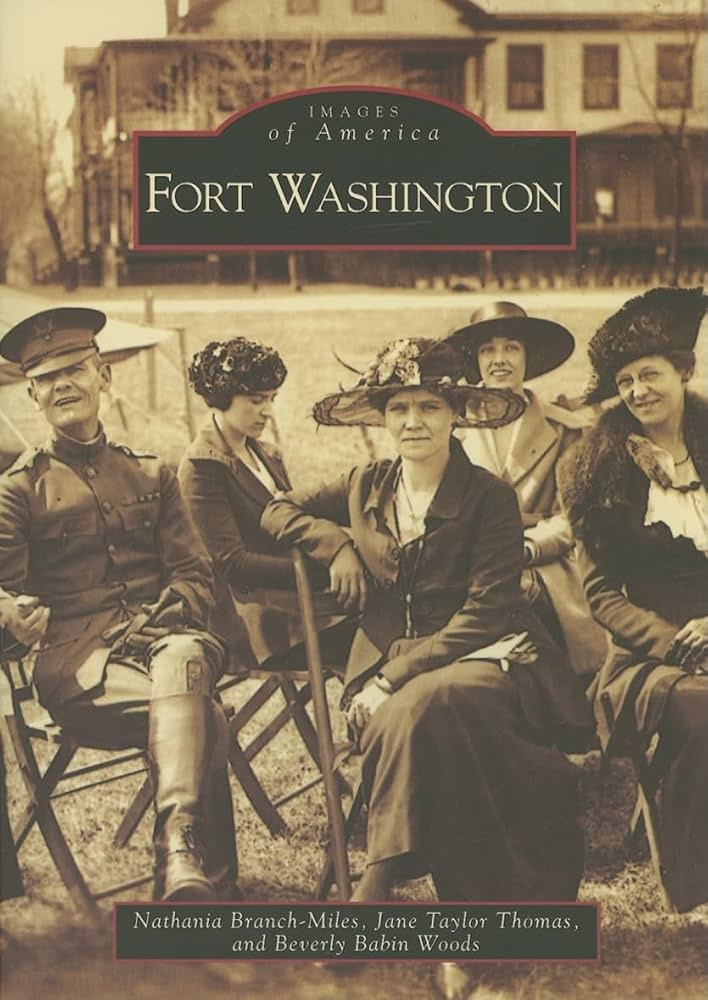 IMAGES
of America
FORT WASHINGTON
Nathania Branch-Miles, Jane Taylor Thomas,
and Beverly Babin Woods